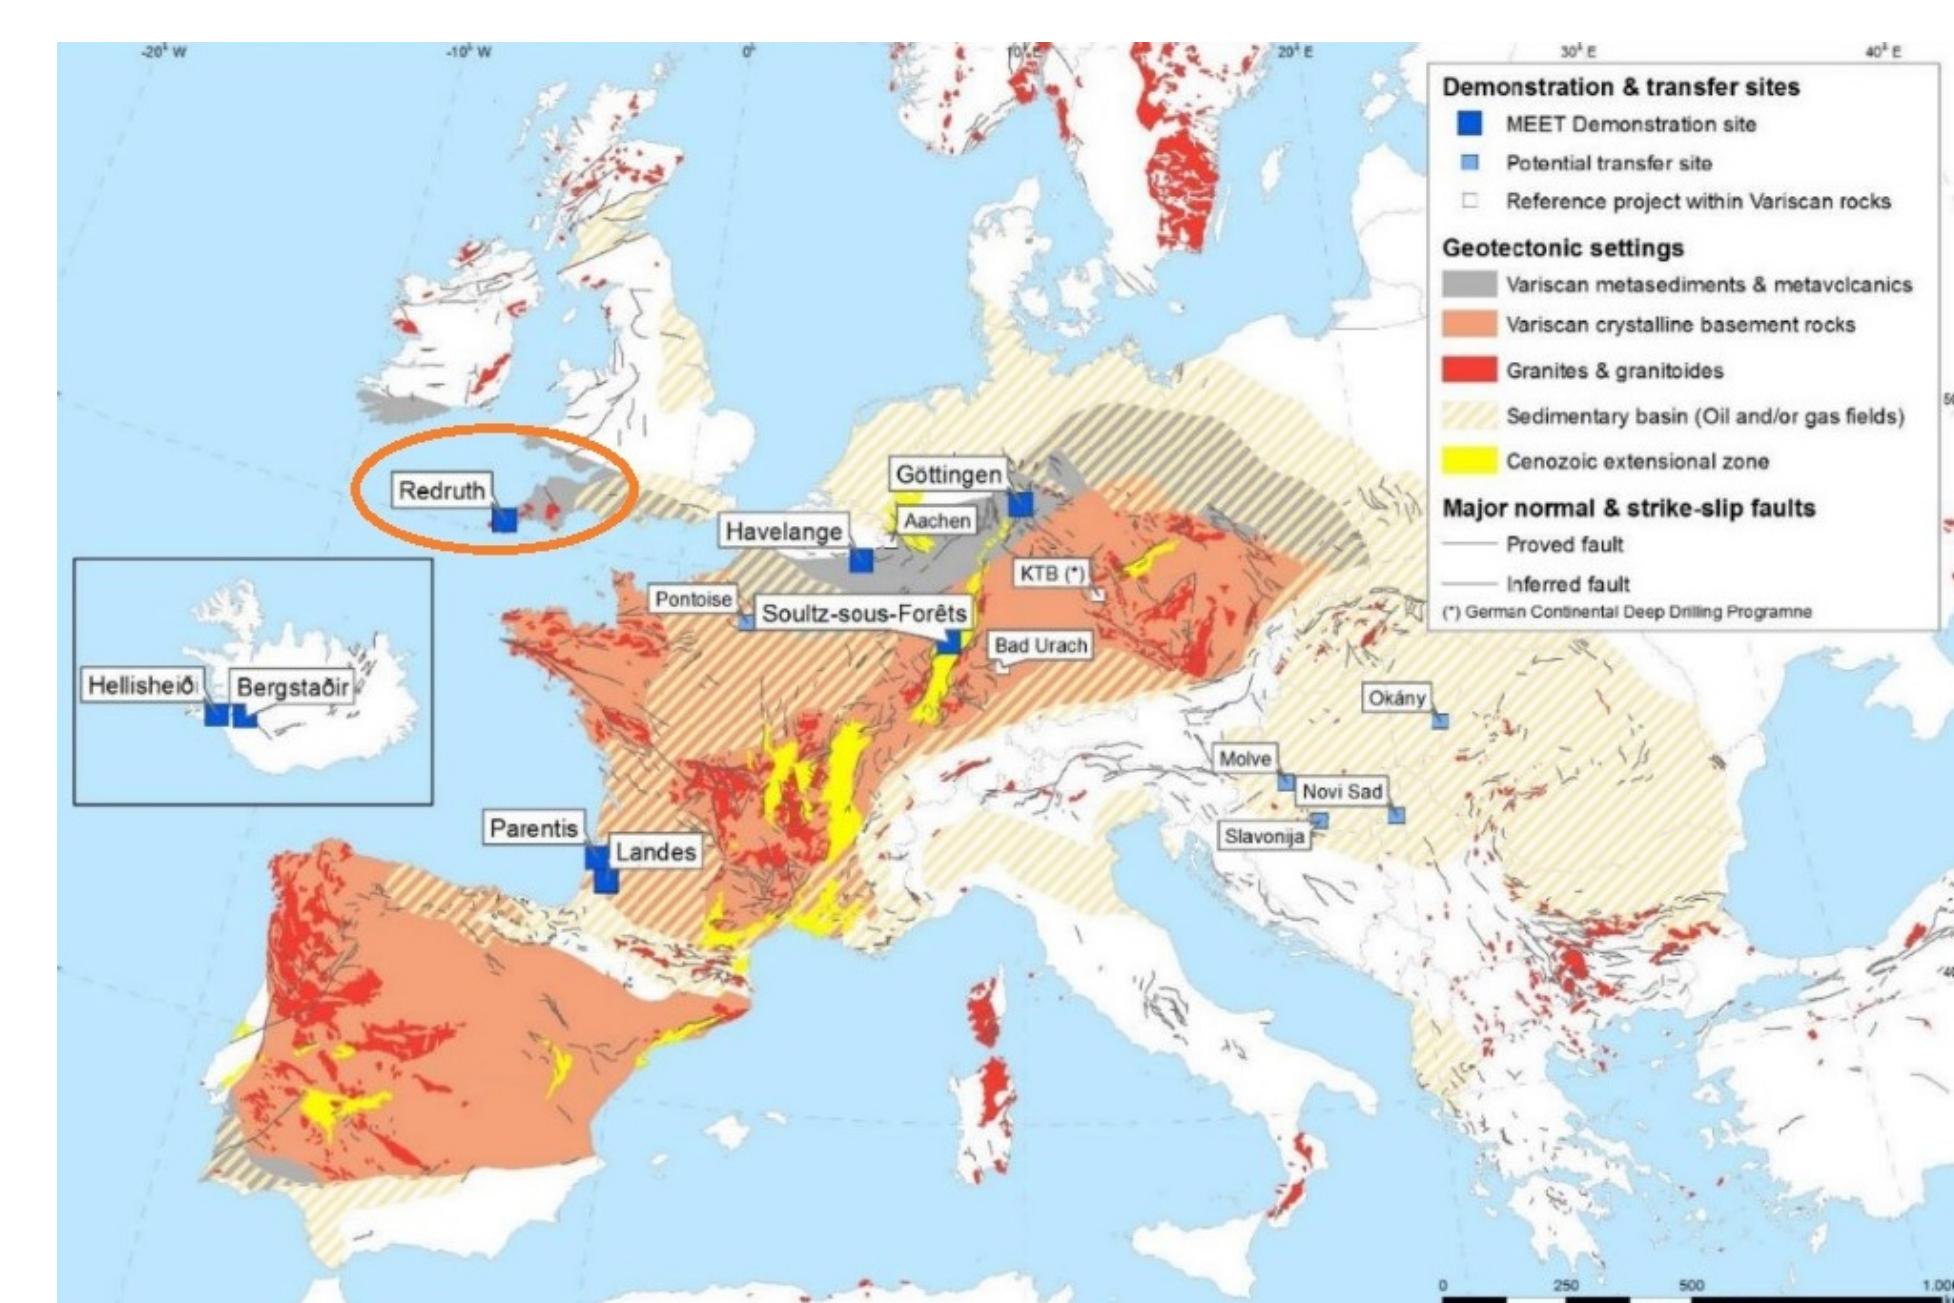 -20° W
-10° W
0°
10° E
20° E
30° E
40° E
Demonstration & transfer sites
MEET Demonstration site
Potential transfer site
Reference project within Variscan rocks
Geotectonic settings
Variscan metasediments & metavolcanics
Variscan crystalline basement rocks
Granites & granitoides
Sedimentary basin (Oil and/or gas fields)
Cenozoic extensional zone
Major normal & strike-slip faults
Proved fault
Inferred fault
(*) German Continental Deep Drilling Programne
Redruth
Göttingen
Aachen
Havelange
KTB (*)
Pontoise
Soultz-sous-Forêts
Bad Urach
Hellisheiði
Bergstaðir
Okány
Molve
Novi Sad
Slavonija
Parentis
Landes
0 250 500